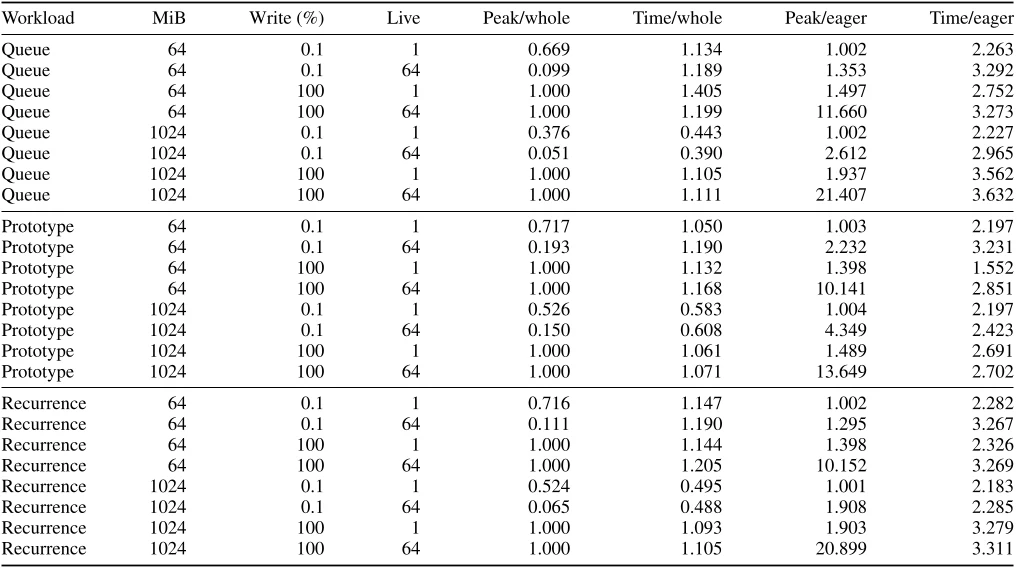 Workload MiB Write (%) Live Peak/whole Time/whole Peak/eager Time/eager
Queue 64 0.1 1 0.669 1.134 1.002 2.263
Queue 64 0.1 64 0.099 1.189 1.353 3.292
Queue 64 100 1 1.000 1.405 1.497 2.752
Queue 64 100 64 1.000 1.199 11.660 3.273
Queue 1024 0.1 1 0.376 0.443 1.002 2.227
Queue 1024 0.1 64 0.051 0.390 2.612 2.965
Queue 1024 100 1 1.000 1.105 1.937 3.562
Queue 1024 100 64 1.000 1.111 21.407 3.632
Prototype 64 0.1 1 0.717 1.050 1.003 2.197
Prototype 64 0.1 64 0.193 1.190 2.232 3.231
Prototype 64 100 1 1.000 1.132 1.398 1.552
Prototype 64 100 64 1.000 1.168 10.141 2.851
Prototype 1024 0.1 1 0.526 0.583 1.004 2.197
Prototype 1024 0.1 64 0.150 0.608 4.349 2.423
Prototype 1024 100 1 1.000 1.061 1.489 2.691
Prototype 1024 100 64 1.000 1.071 13.649 2.702
Recurrence 64 0.1 1 0.716 1.147 1.002 2.282
Recurrence 64 0.1 64 0.111 1.190 1.295 3.267
Recurrence 64 100 1 1.000 1.144 1.398 2.326
Recurrence 64 100 64 1.000 1.205 10.152 3.269
Recurrence 1024 0.1 1 0.524 0.495 1.001 2.183
Recurrence 1024 0.1 64 0.065 0.488 1.908 2.285
Recurrence 1024 100 1 1.000 1.093 1.903 3.279
Recurrence 1024 100 64 1.000 1.105 20.899 3.311